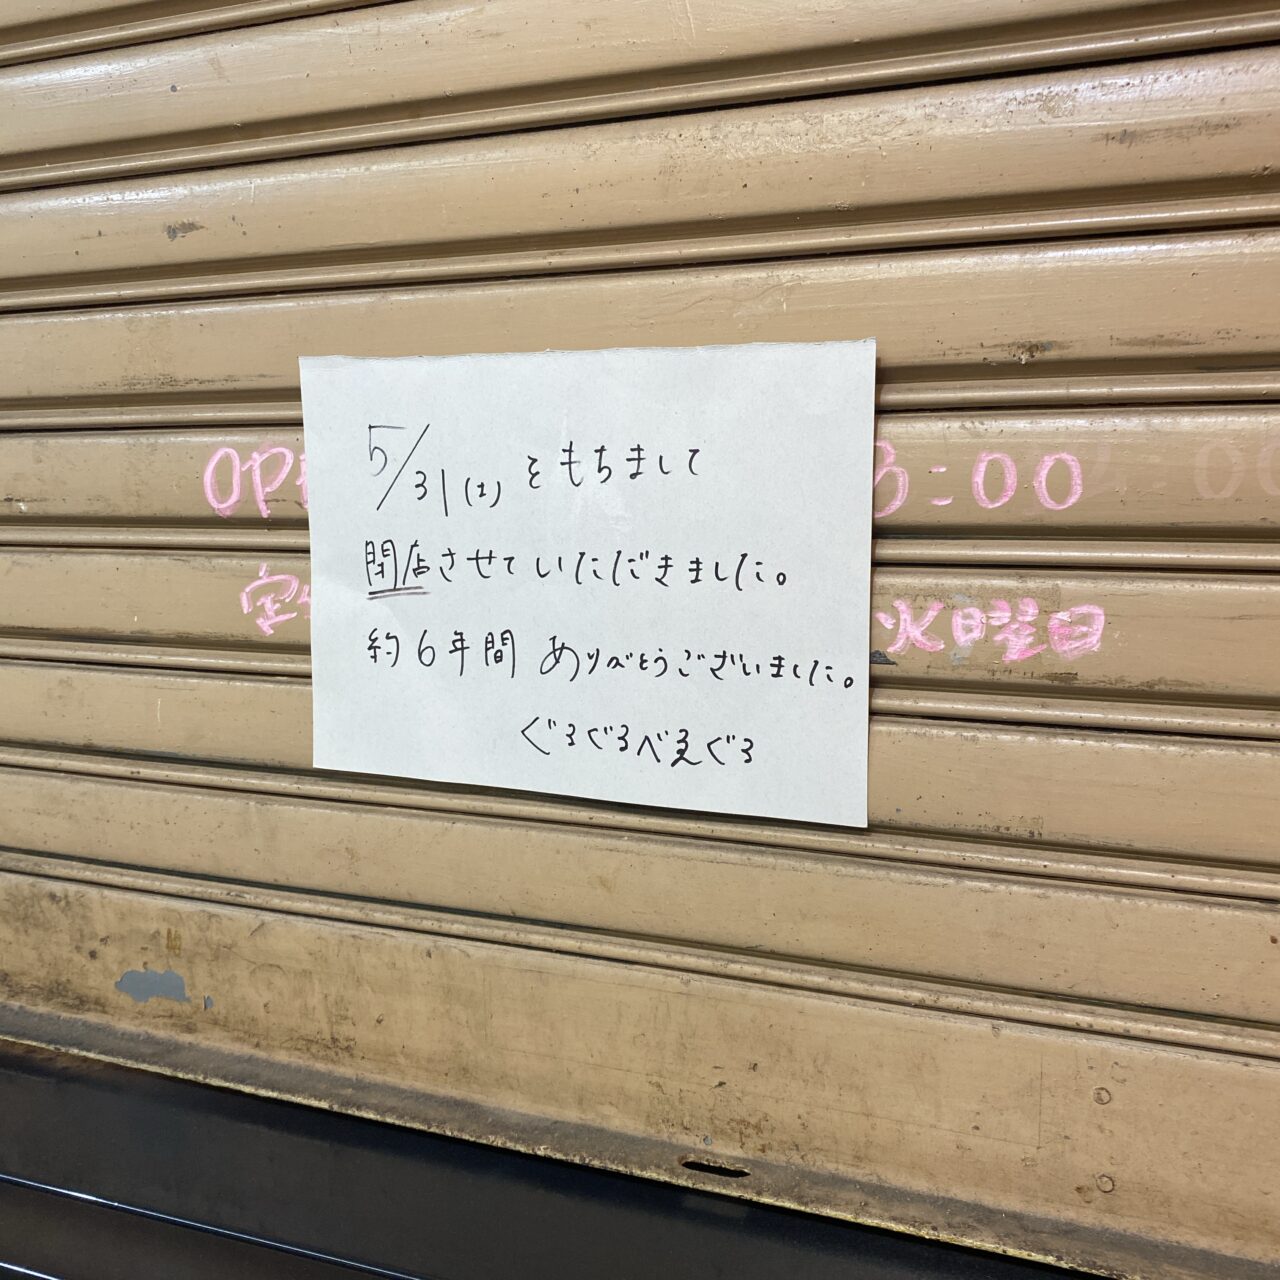 5/31(土)をもちまして
閉店させていただきました。
約6年間 ありがとうございました。
ぐるぐるべえぐる
OP
3:00
定
火曜日